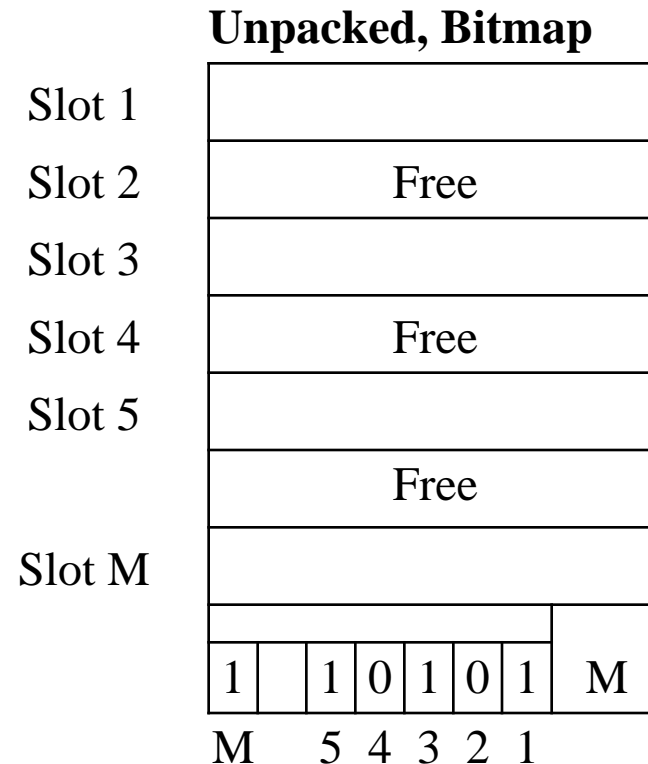 Unpacked, Bitmap
Slot 1
Slot 2 Free
Slot 3
Slot 4 Free
Slot 5
Free
Slot M
1 1 0 1 0 1 M
M 5 4 3 2 1